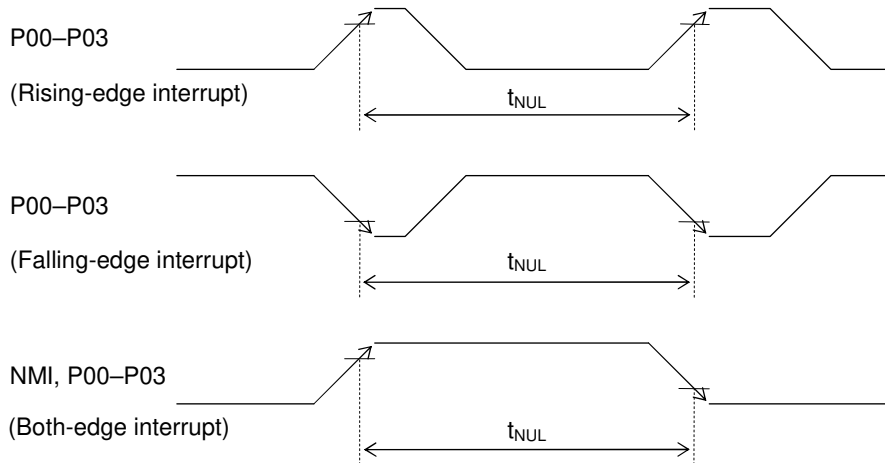 P00–P03
(Rising-edge interrupt)
tNUL
P00–P03
(Falling-edge interrupt)
tNUL
NMI, P00–P03
(Both-edge interrupt)
tNUL